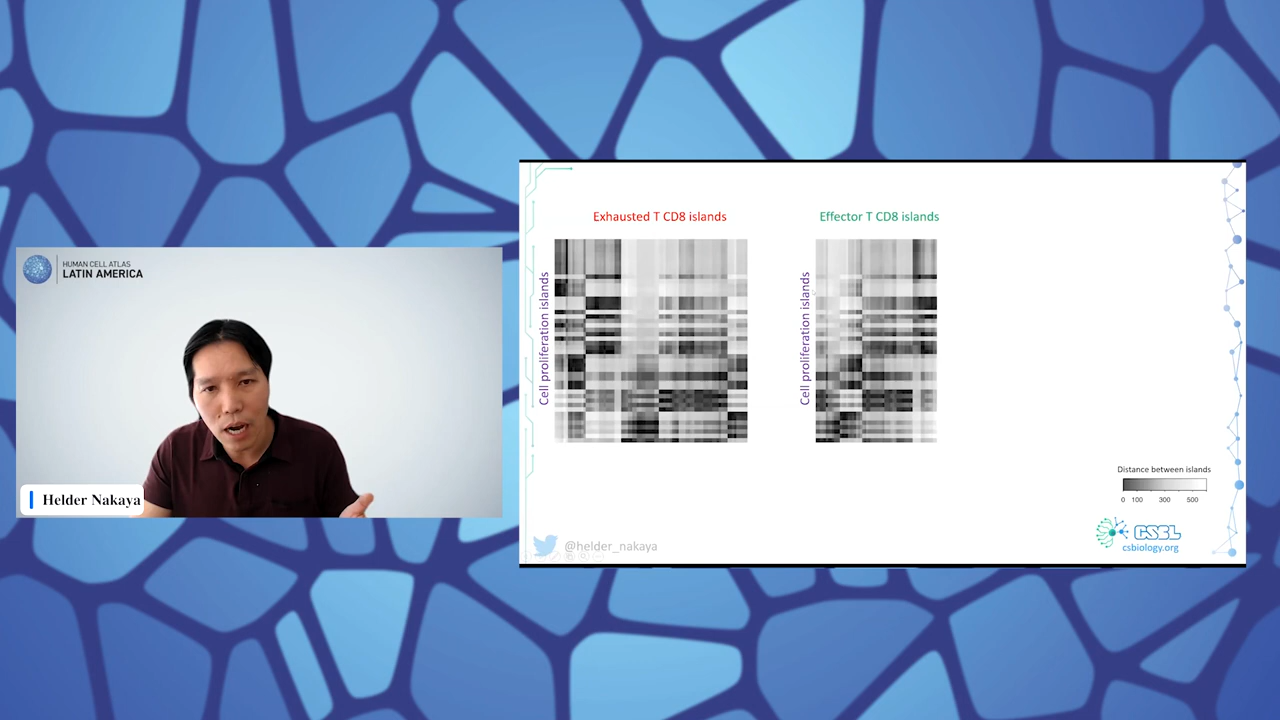 HUMAN CELL ATLAS
LATIN AMERICA
Helder Nakaya
Exhausted T CD8 islands
Effector T CD8 islands
Cell proliferation islands
Cell proliferation islands
Distance between islands
0 100 300 500
CSBL
csbiology.org
@helder_nakaya